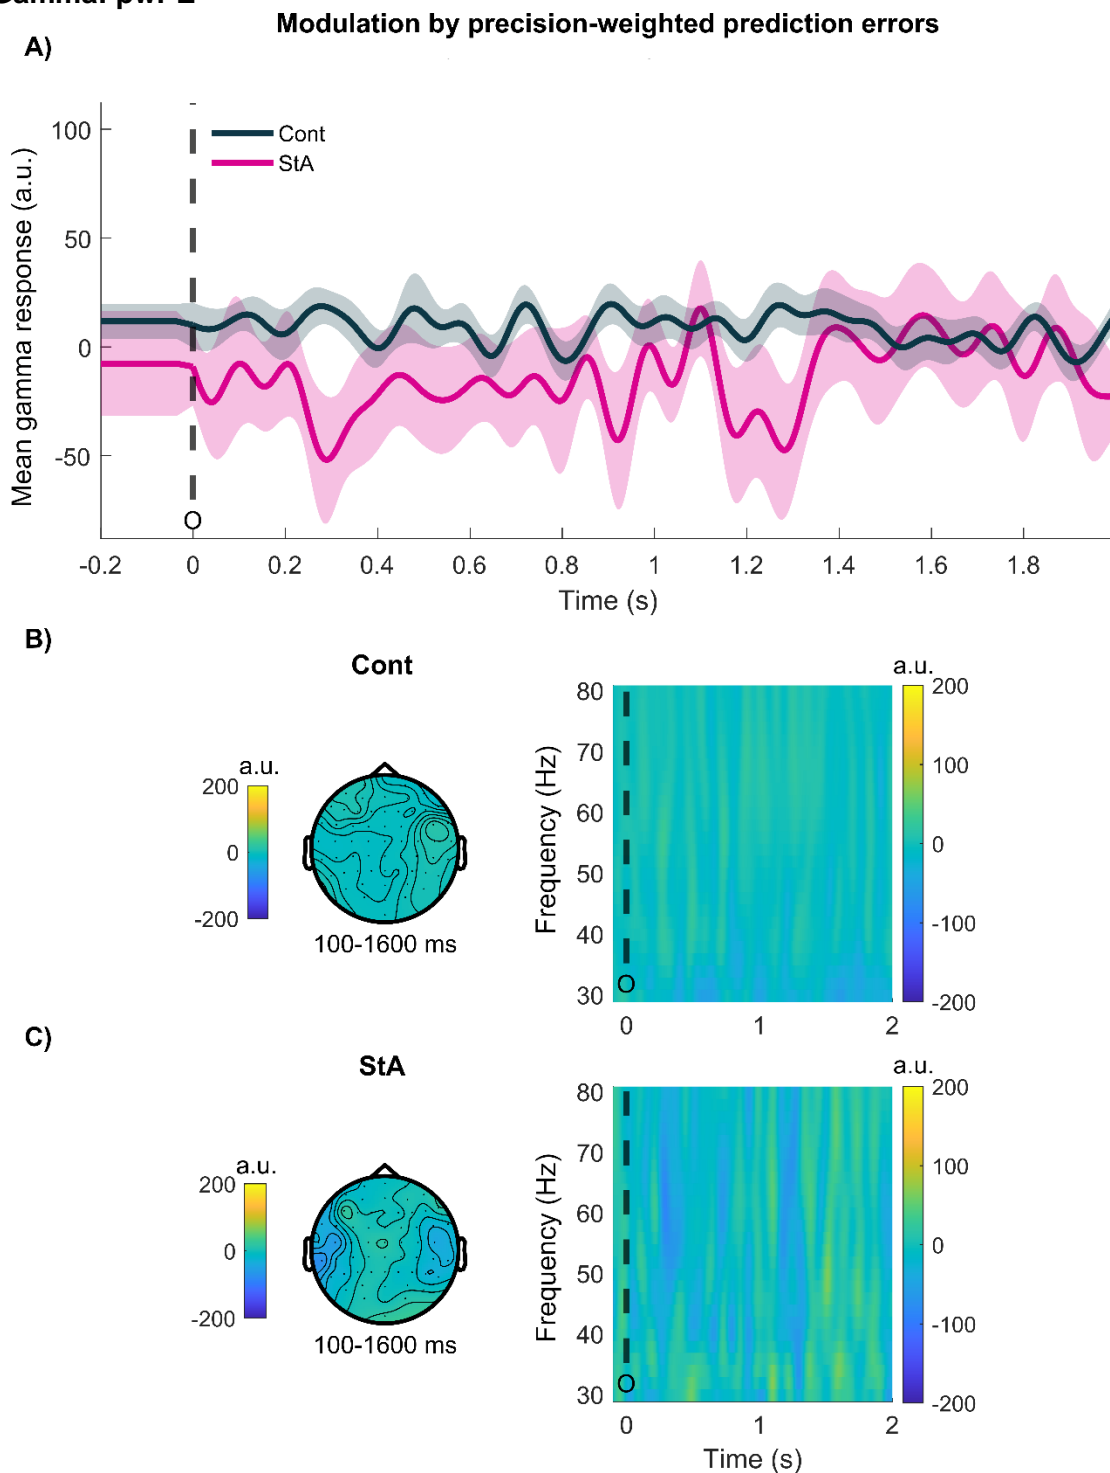 Modulation by precision-weighted prediction errors
A)
Mean gamma response (a.u.)
100
50
0
-50
Cont
StA
O
-0.2 0 0.2 0.4 0.6 0.8 1 1.2 1.4 1.6 1.8
Time (s)
B)
Cont
a.u.
200
0
-200
100-1600 ms
Frequency (Hz)
80
70
60
50
40
30
O
0 1 2
a.u.
200
100
0
-100
-200
C)
StA
a.u.
200
0
-200
100-1600 ms
Frequency (Hz)
80
70
60
50
40
30
O
0 1 2
Time (s)
a.u.
200
100
0
-100
-200